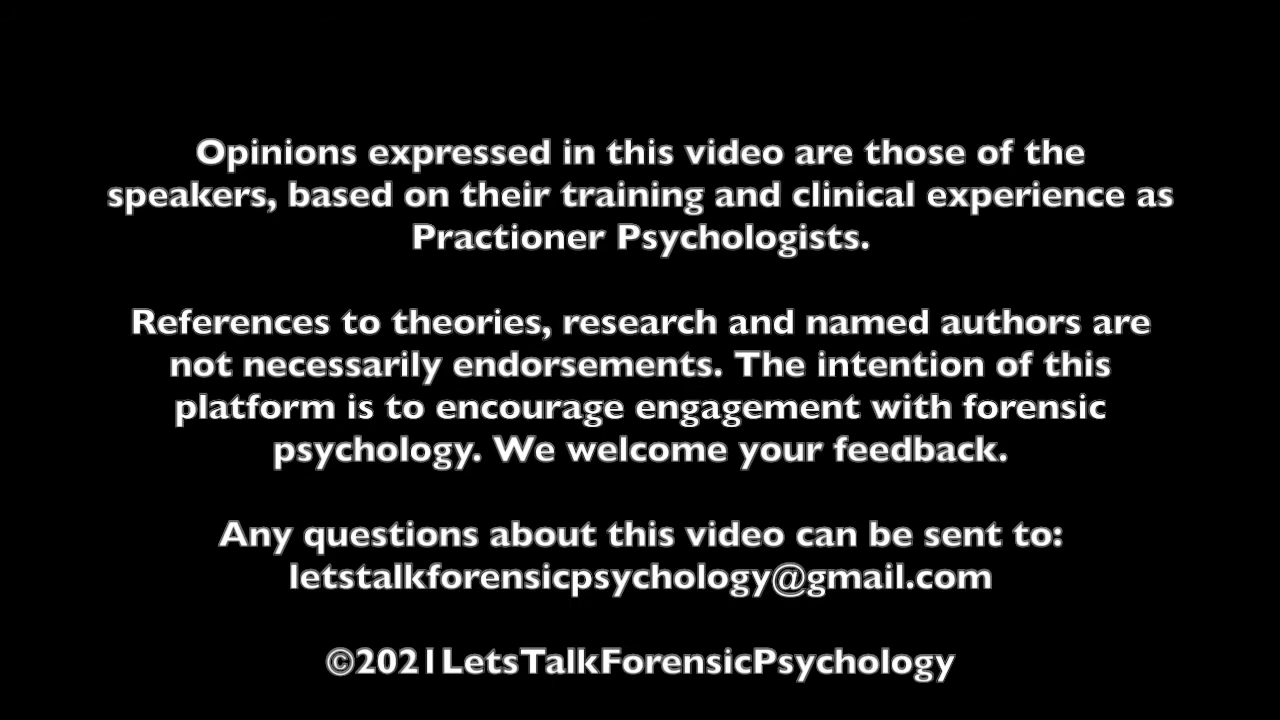 Opinions expressed in this video are those of the
speakers, based on their training and clinical experience as
Practioner Psychologists.
References to theories, research and named authors are
not necessarily endorsements. The intention of this
platform is to encourage engagement with forensic
psychology. We welcome your feedback.
Any questions about this video can be sent to:
letstalkforensicpsychology@gmail.com
©2021LetsTalkForensicPsychology